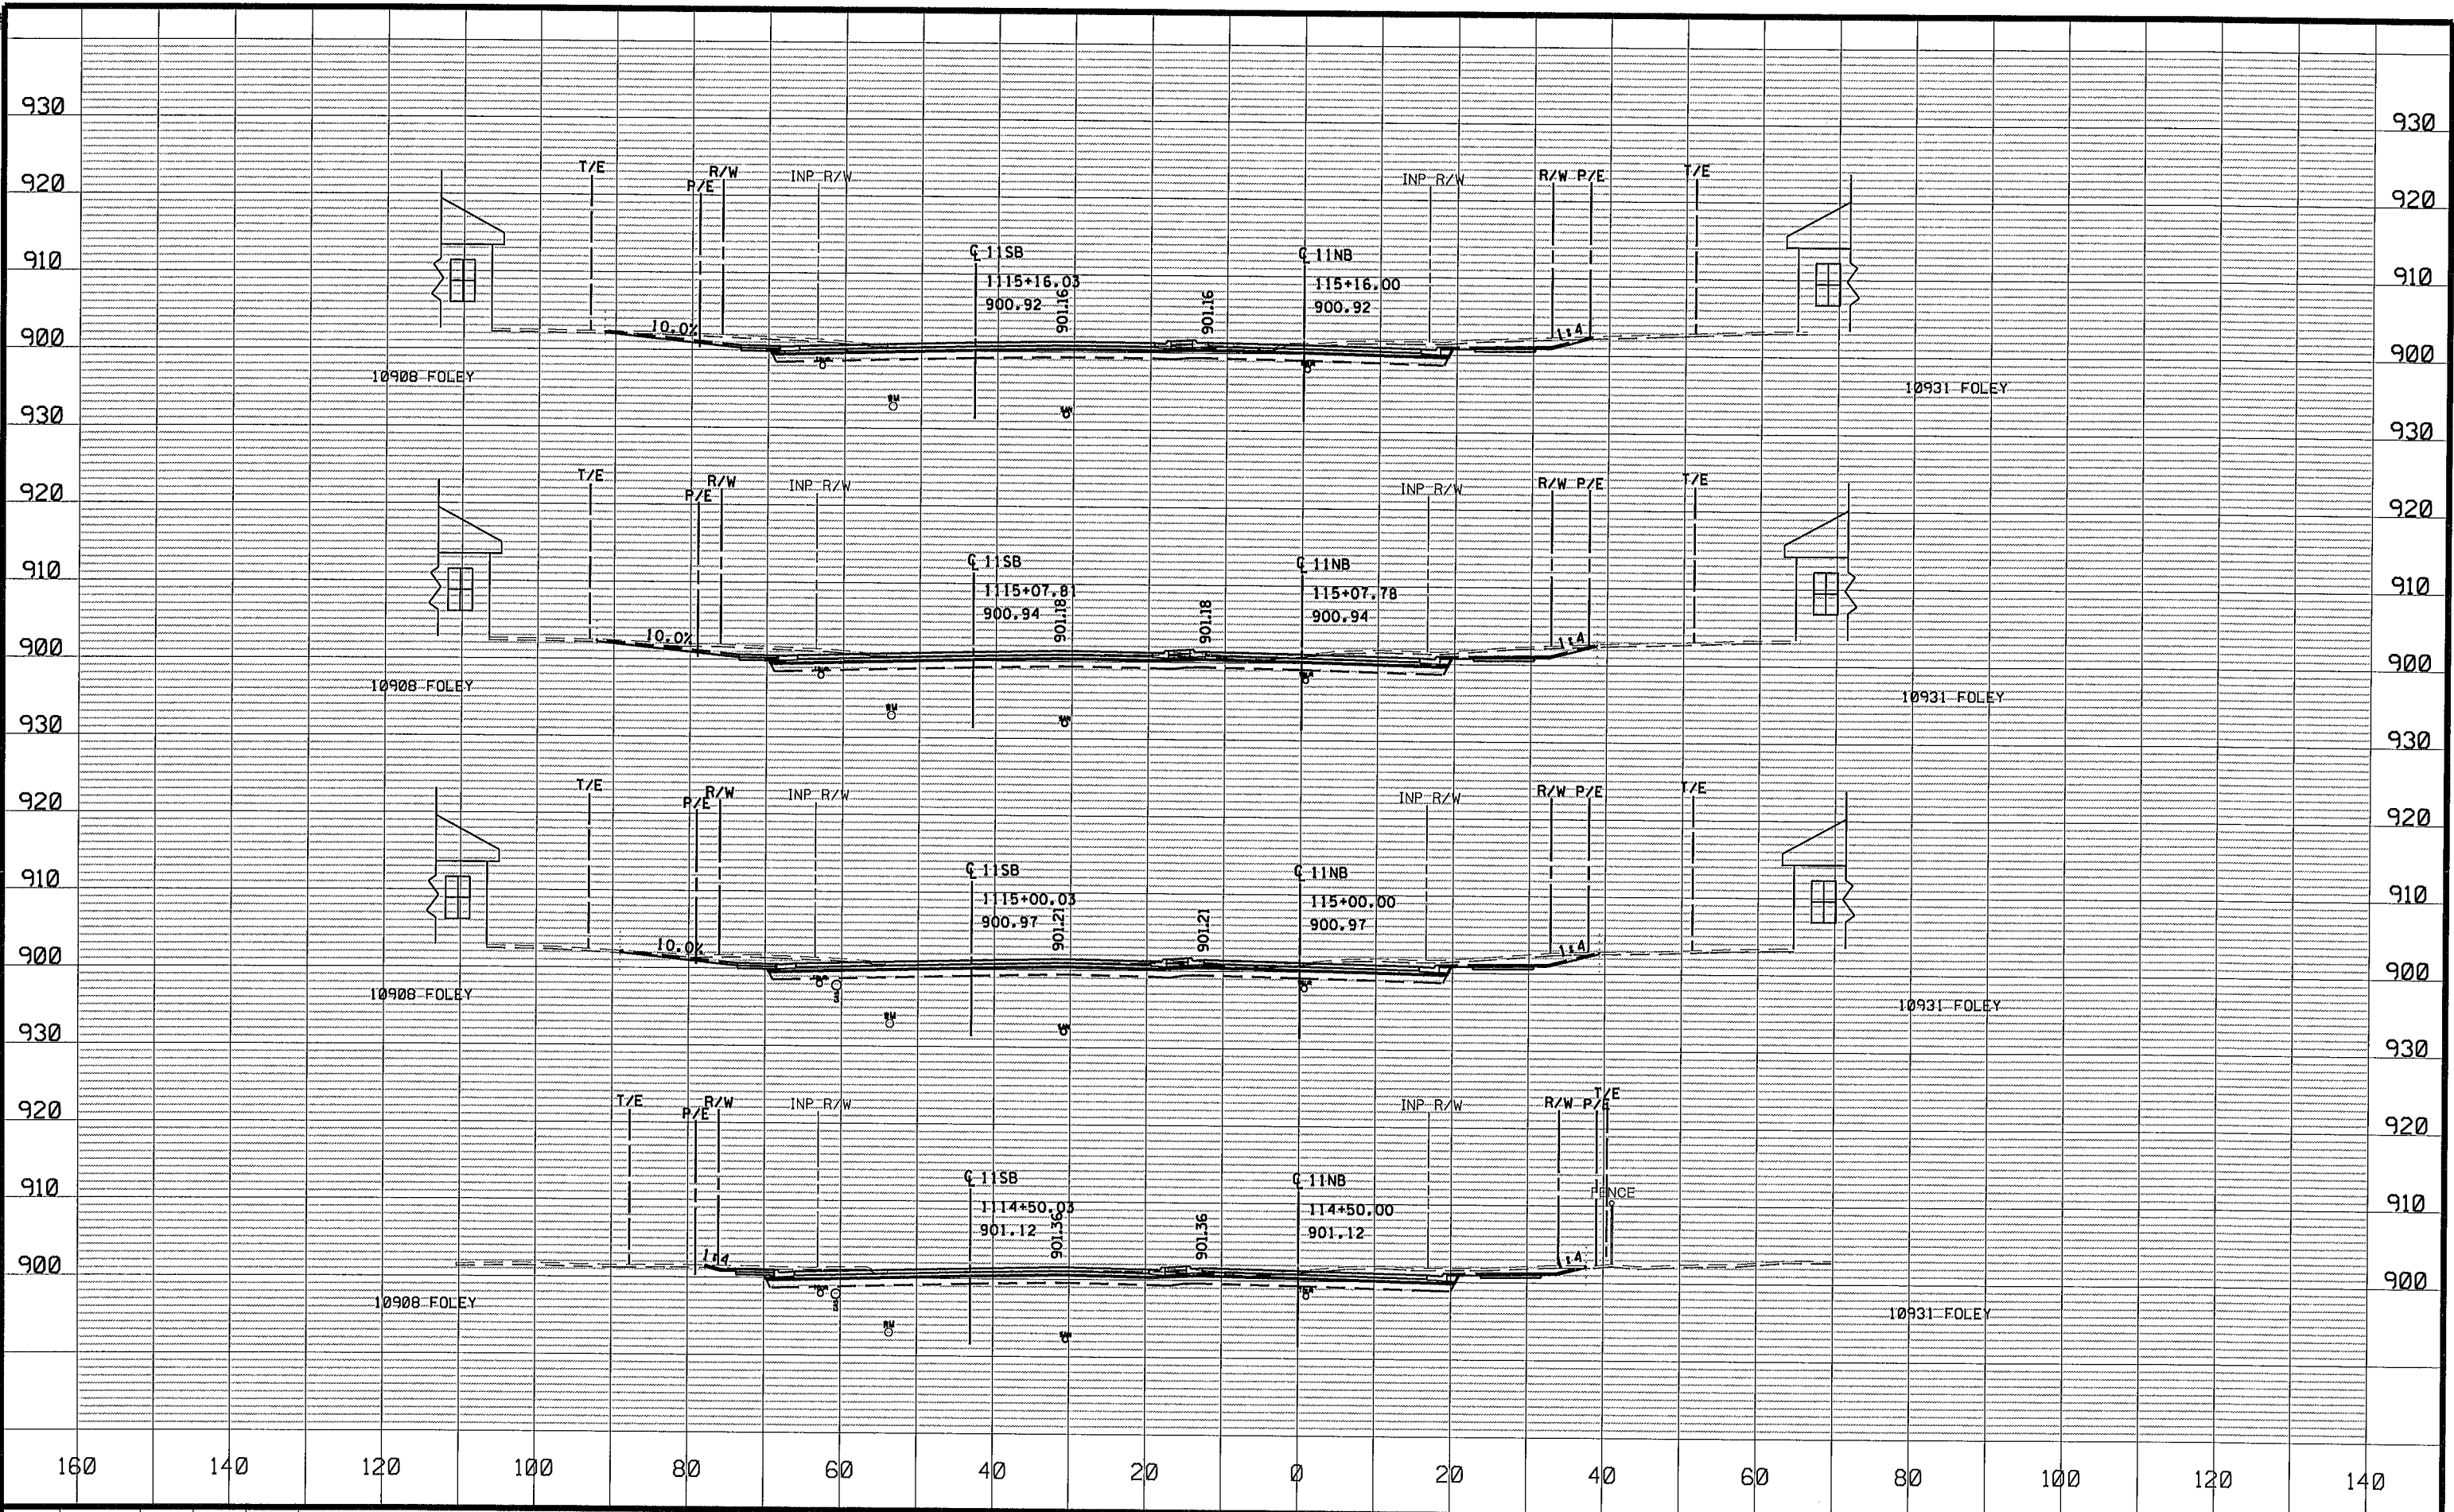 930 930
T/E R/W P/E INP R/W INP R/W R/W P/E T/E
920 920
℄ 11SB ℄ 11NB
910 910
1115+16.03 115+16.00
900.92 901.16 901.16 900.92
10.0% 1:4
900 900
10908 FOLEY 10931 FOLEY
930 930
T/E R/W P/E INP R/W INP R/W R/W P/E T/E
920 920
℄ 11SB ℄ 11NB
910 910
1115+07.81 115+07.78
900.94 901.18 901.18 900.94
10.0% 1:4
900 900
10908 FOLEY 10931 FOLEY
930 930
T/E R/W P/E INP R/W INP R/W R/W P/E T/E
920 920
℄ 11SB ℄ 11NB
910 910
1115+00.03 115+00.00
900.97 901.21 901.21 900.97
10.0% 1:4
900 900
10908 FOLEY 10931 FOLEY
930 930
T/E R/W P/E INP R/W INP R/W R/W P/E T/E
920 920
℄ 11SB ℄ 11NB
910 FENCE 910
1114+50.03 114+50.00
901.12 901.36 901.36 901.12
1:4 1:4
900 900
10908 FOLEY 10931 FOLEY
160 140 120 100 80 60 40 20 0 20 40 60 80 100 120 140